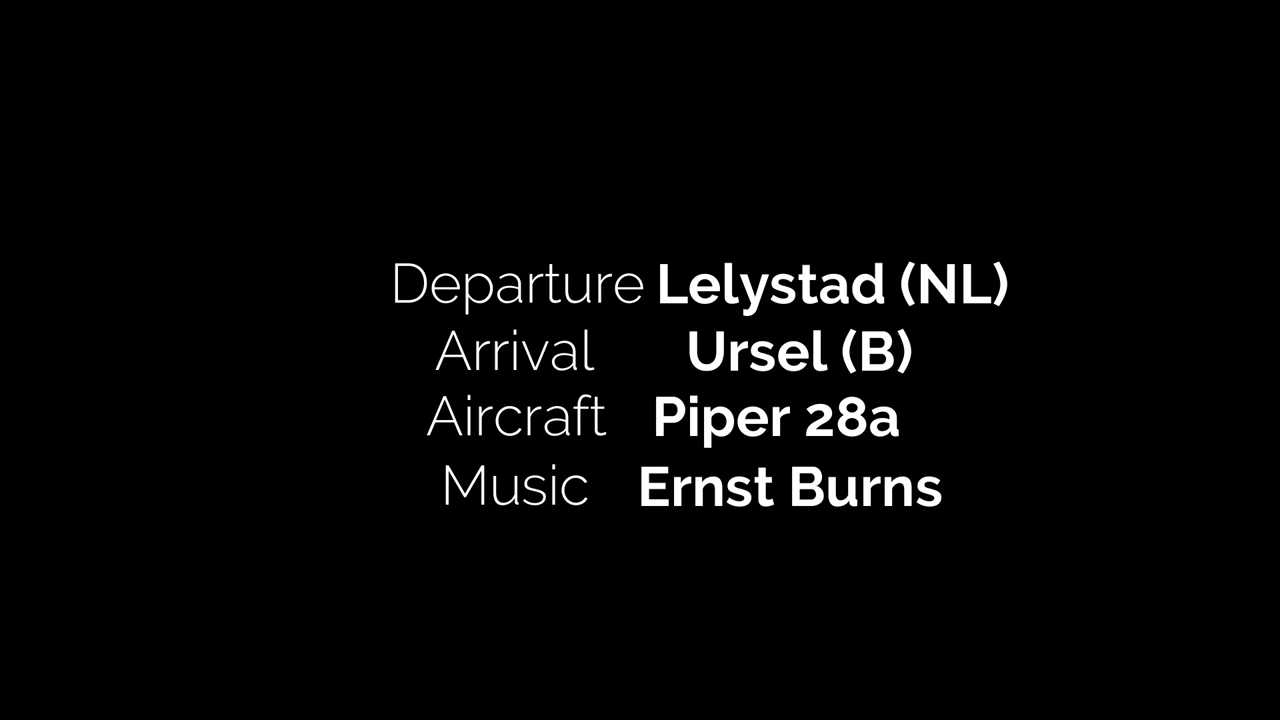 Departure Lelystad (NL)
Arrival Ursel (B)
Aircraft Piper 28a
Music Ernst Burns